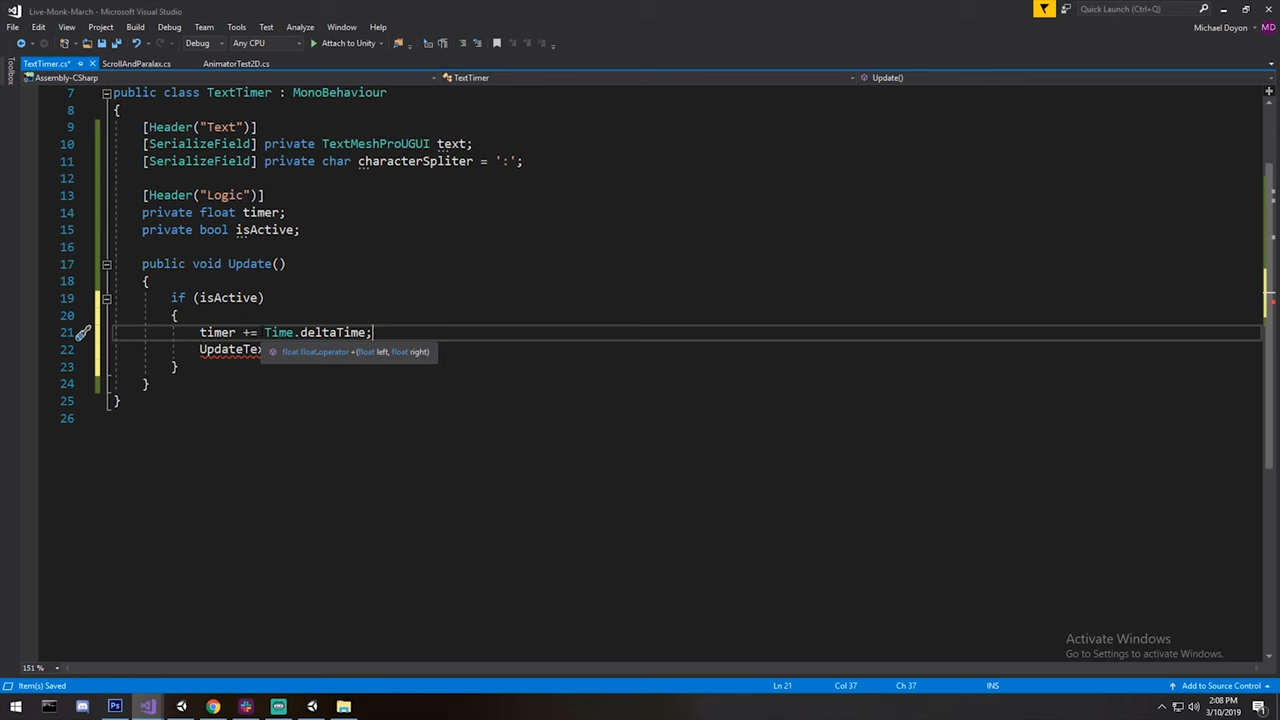 Live-Monk-March - Microsoft Visual Studio
Quick Launch (Ctrl+Q)
File Edit View Project Build Debug Team Tools Test Analyze Window Help
Michael Doyon MD
Debug Any CPU Attach to Unity
Toolbox
TextTimer.cs* ScrollAndParalax.cs AnimatorTest2D.cs
Assembly-CSharp TextTimer Update()
7 public class TextTimer : MonoBehaviour
8 {
9 [Header("Text")]
10 [SerializeField] private TextMeshProUGUI text;
11 [SerializeField] private char characterSpliter = ':';
12
13 [Header("Logic")]
14 private float timer;
15 private bool isActive;
16
17 public void Update()
18 {
19 if (isActive)
20 {
21 timer += Time.deltaTime;
22 UpdateTex
float float.operator +(float left, float right)
23 }
24 }
25 }
26
Activate Windows
Go to Settings to activate Windows.
151 %
Item(s) Saved Ln 21 Col 37 Ch 37 INS Add to Source Control
Ps
2:08 PM
3/10/2019